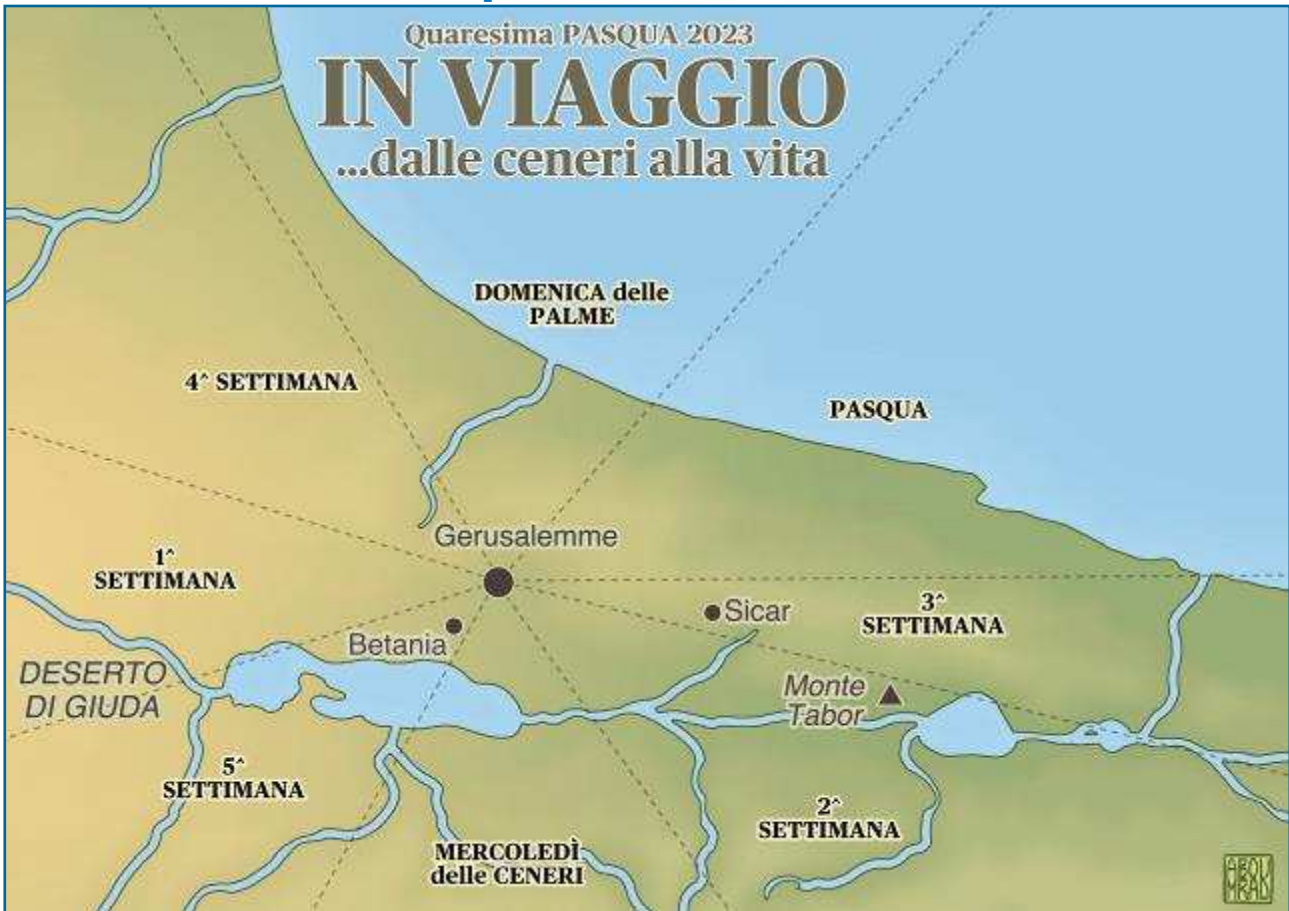 Quaresima PASQUA 2023
IN VIAGGIO
...dalle ceneri alla vita
DOMENICA delle
PALME
4^ SETTIMANA
PASQUA
Gerusalemme
1^
SETTIMANA
Sicar
3^
SETTIMANA
Betania
DESERTO
DI GIUDA
Monte
Tabor
5^
SETTIMANA
2^
SETTIMANA
MERCOLEDÌ
delle CENERI